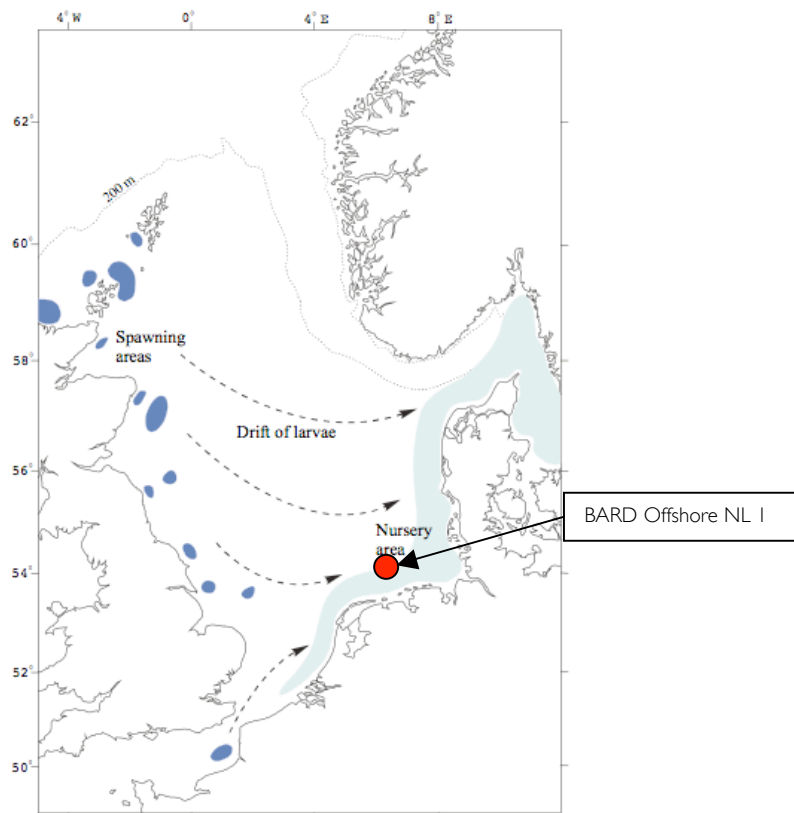 4°W 0° 4°E 8°E
62°
200 m
60°
Spawning
areas
58°
Drift of larvae
56°
BARD Offshore NL 1
Nursery
area
54°
52°
50°